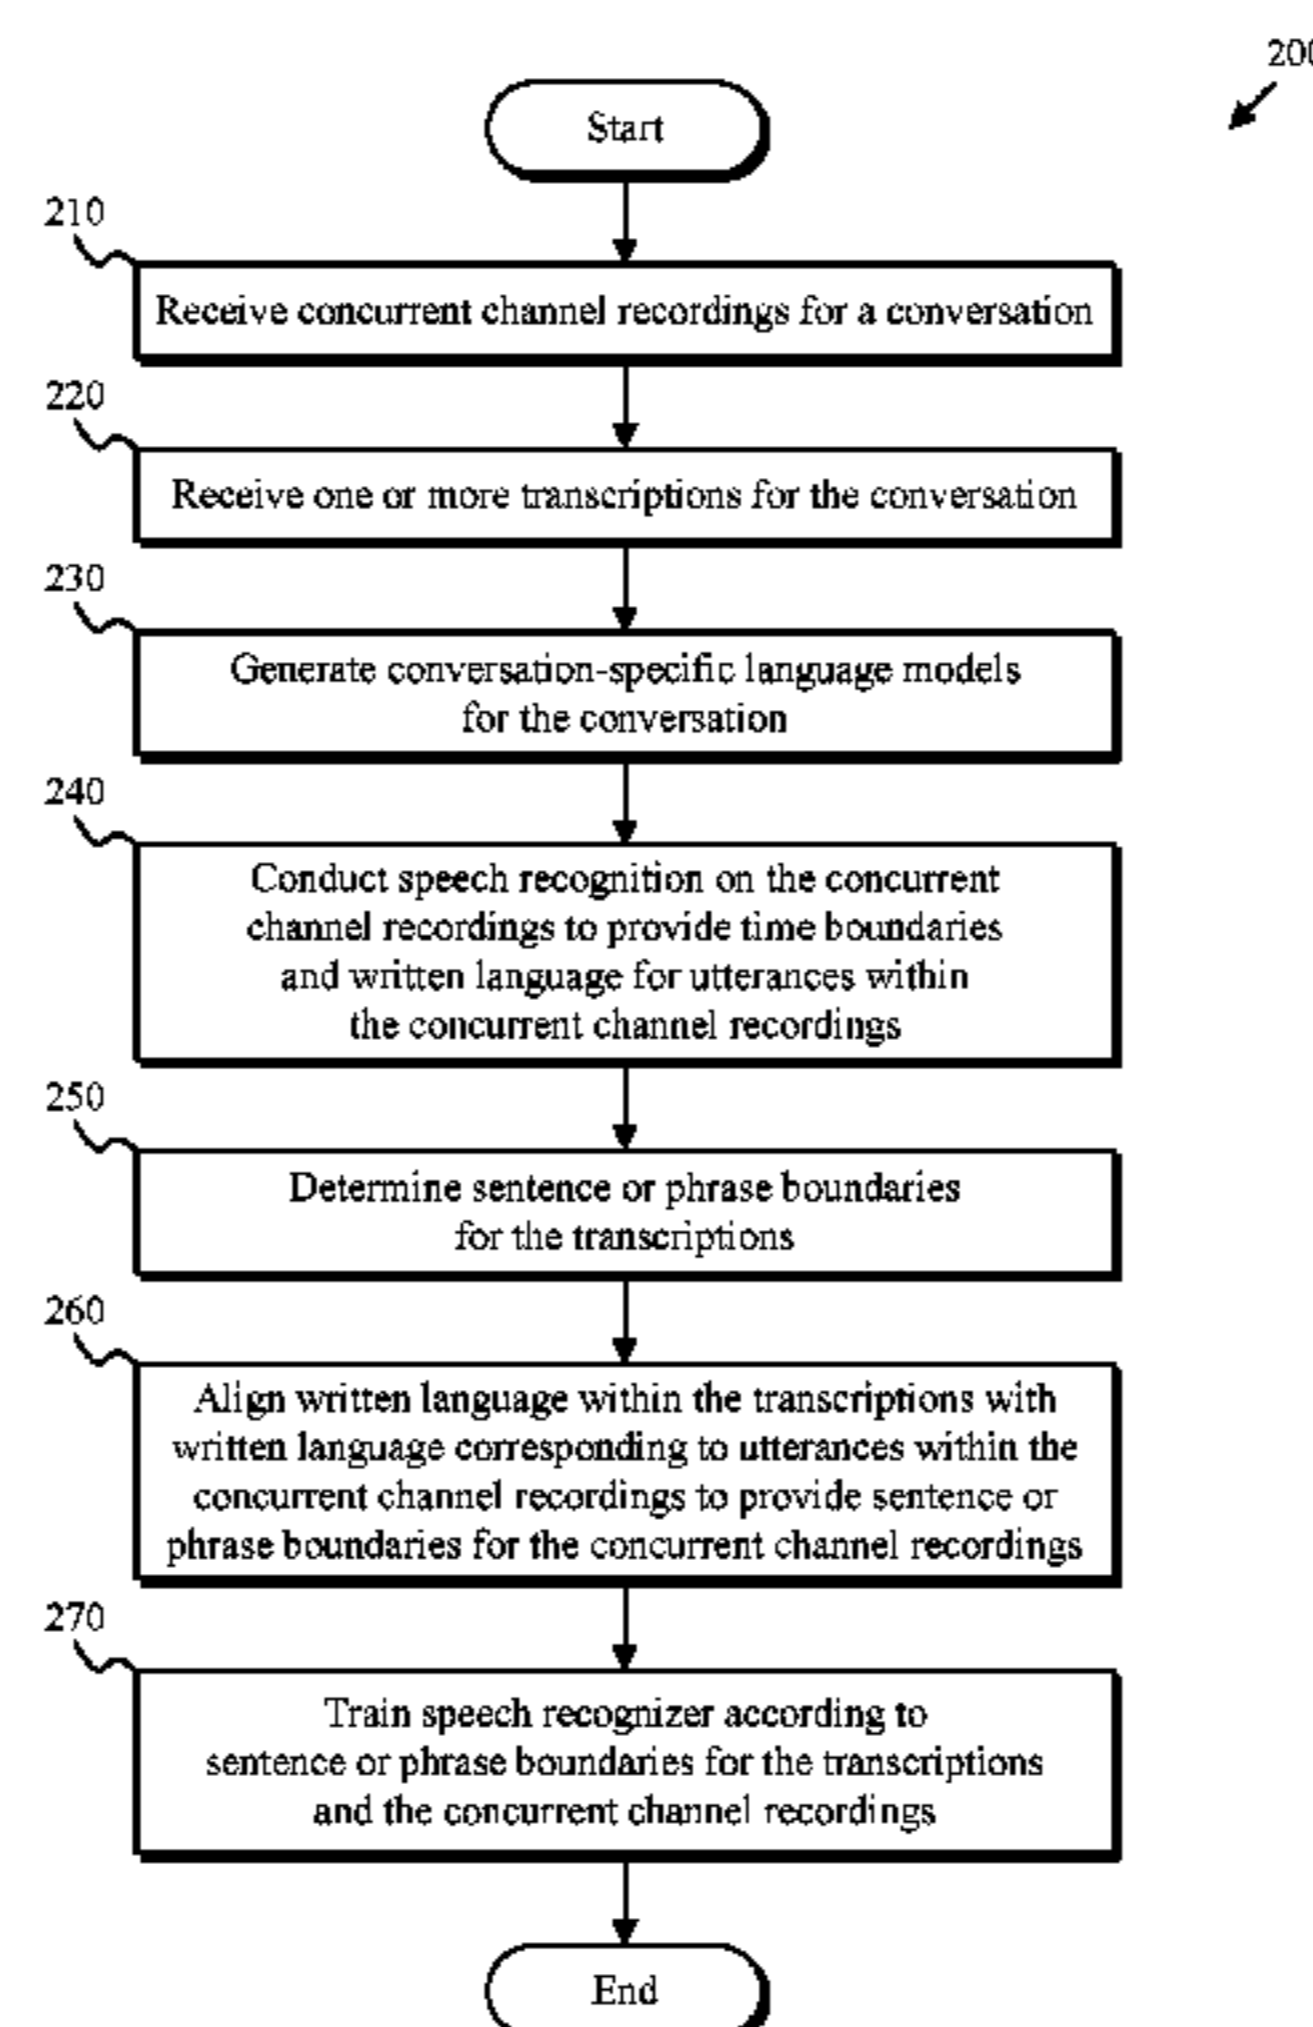 200
Start
210
Receive concurrent channel recordings for a conversation
220
Receive one or more transcriptions for the conversation
230
Generate conversation-specific language models
for the conversation
240
Conduct speech recognition on the concurrent
channel recordings to provide time boundaries
and written language for utterances within
the concurrent channel recordings
250
Determine sentence or phrase boundaries
for the transcriptions
260
Align written language within the transcriptions with
written language corresponding to utterances within the
concurrent channel recordings to provide sentence or
phrase boundaries for the concurrent channel recordings
270
Train speech recognizer according to
sentence or phrase boundaries for the transcriptions
and the concurrent channel recordings
End